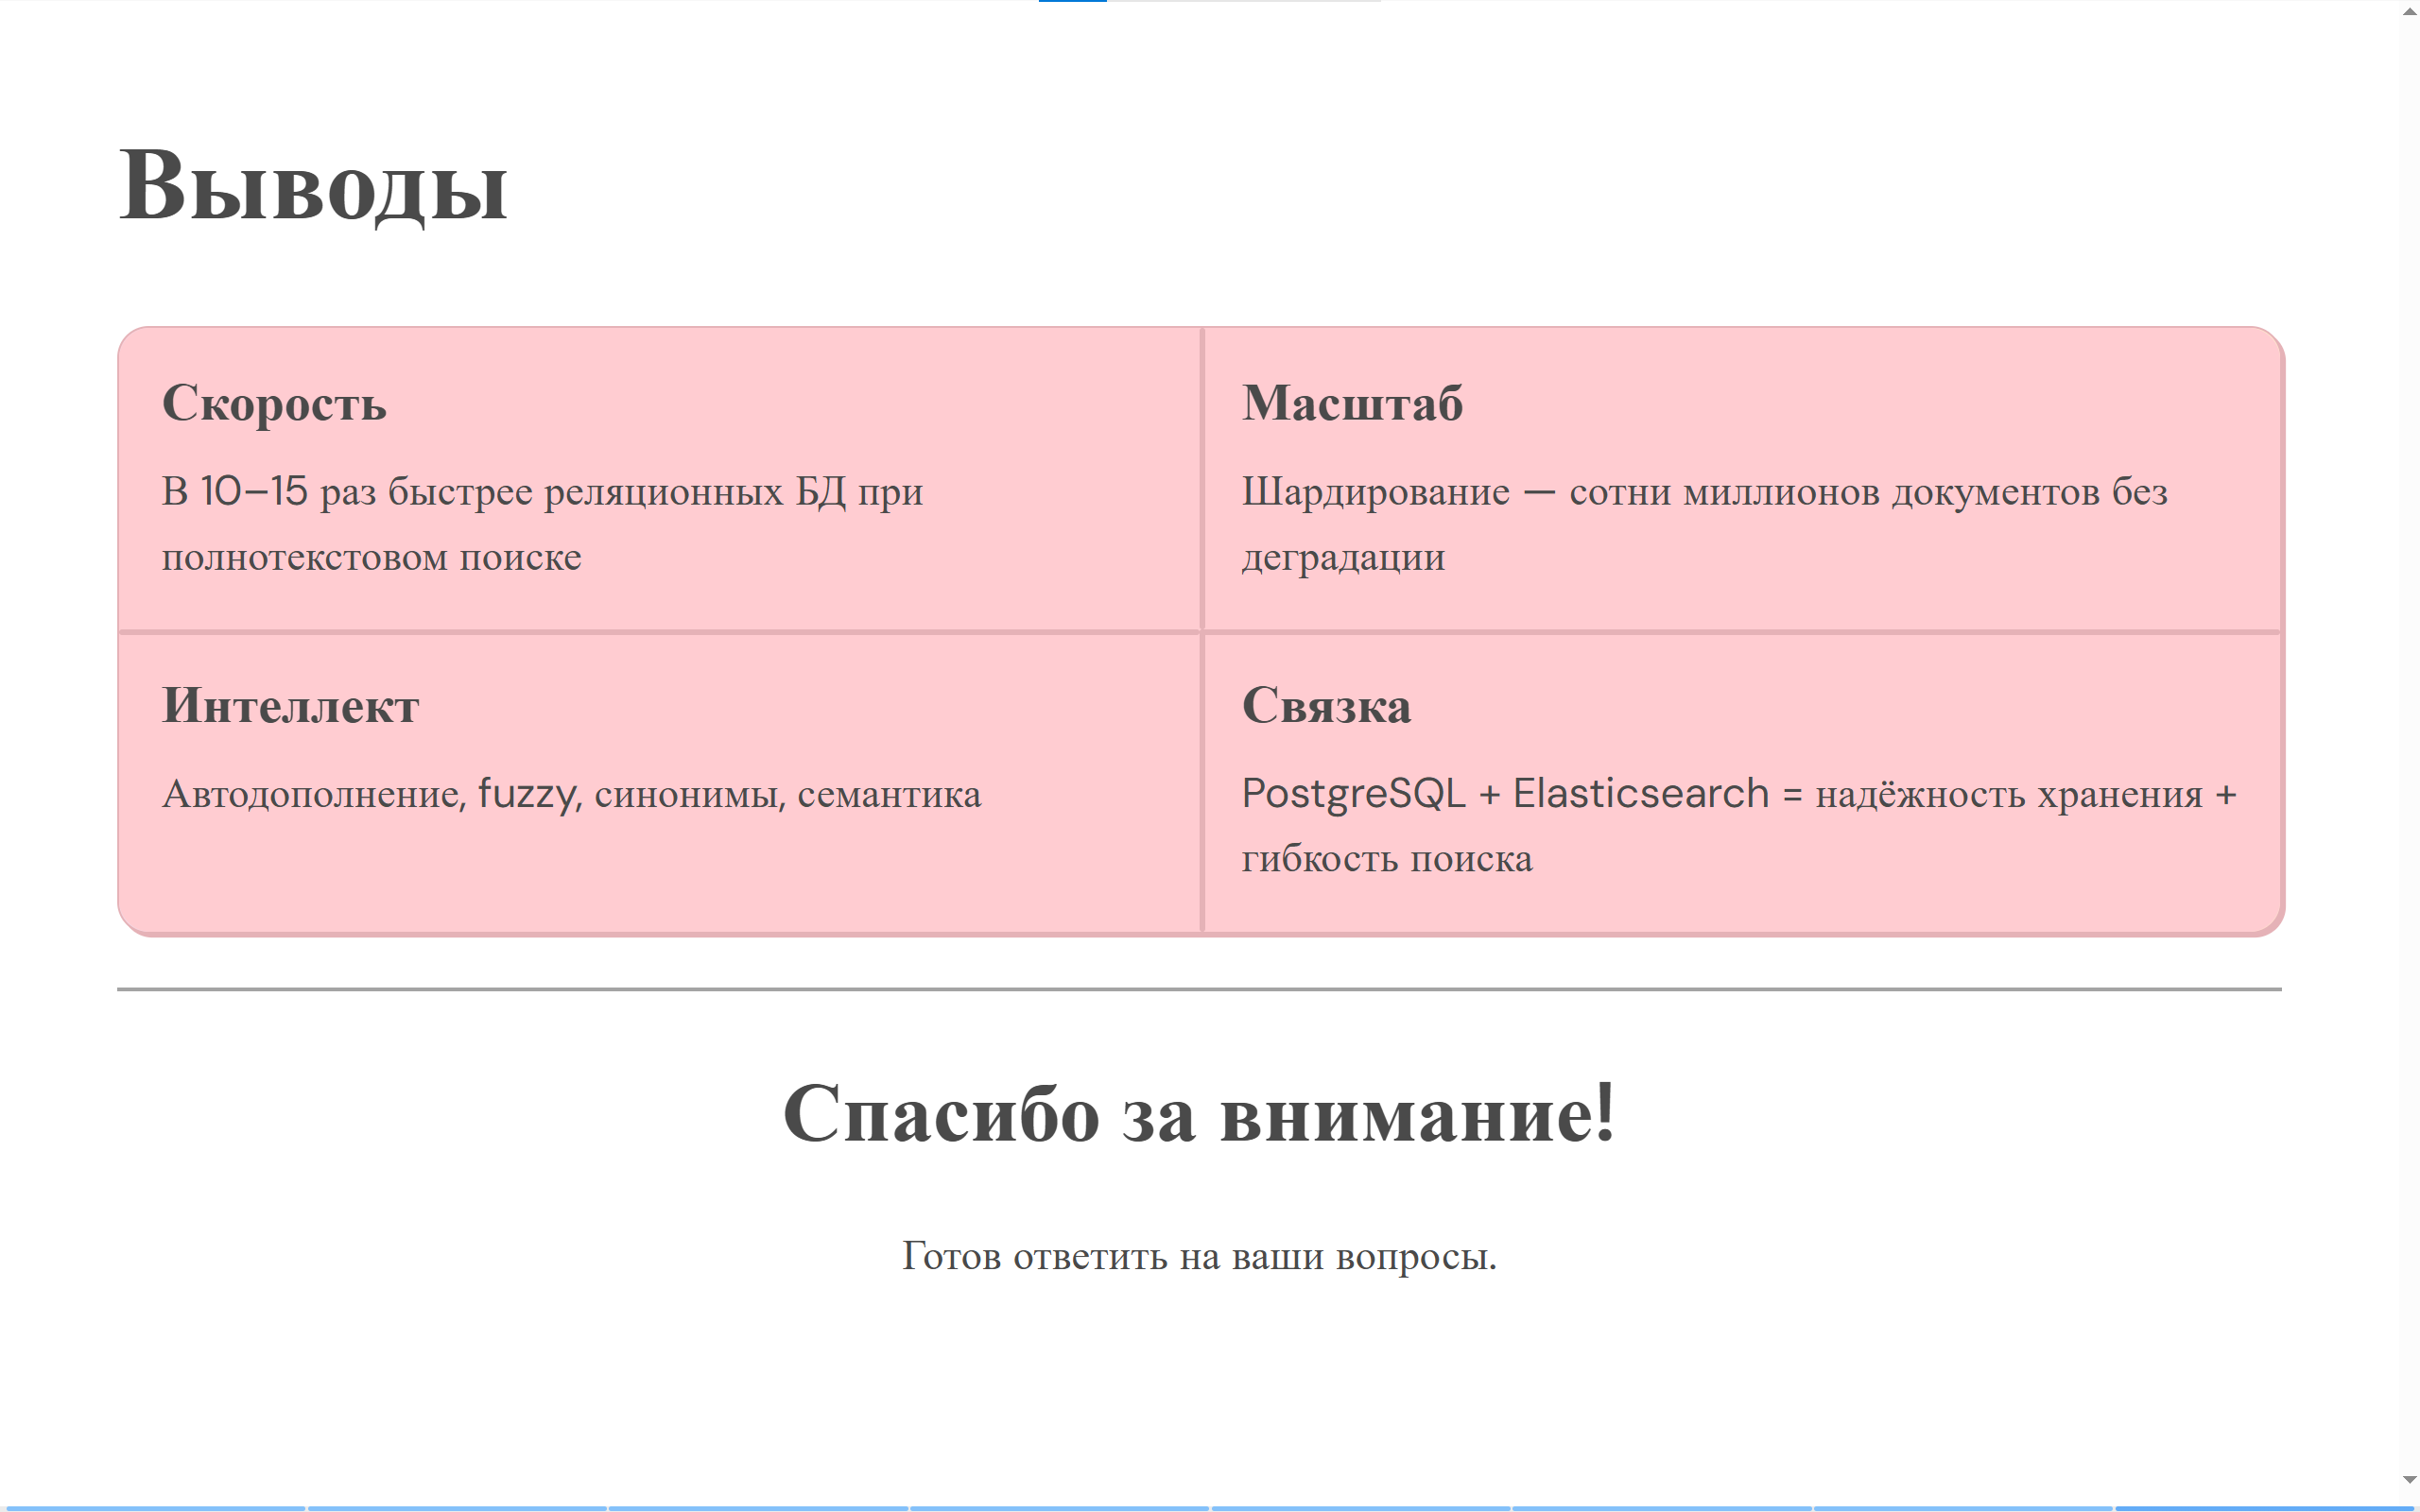 Выводы
Скорость
В 10–15 раз быстрее реляционных БД при
полнотекстовом поиске
Масштаб
Шардирование — сотни миллионов документов без
деградации
Интеллект
Автодополнение, fuzzy, синонимы, семантика
Связка
PostgreSQL + Elasticsearch = надёжность хранения +
гибкость поиска
Спасибо за внимание!
Готов ответить на ваши вопросы.